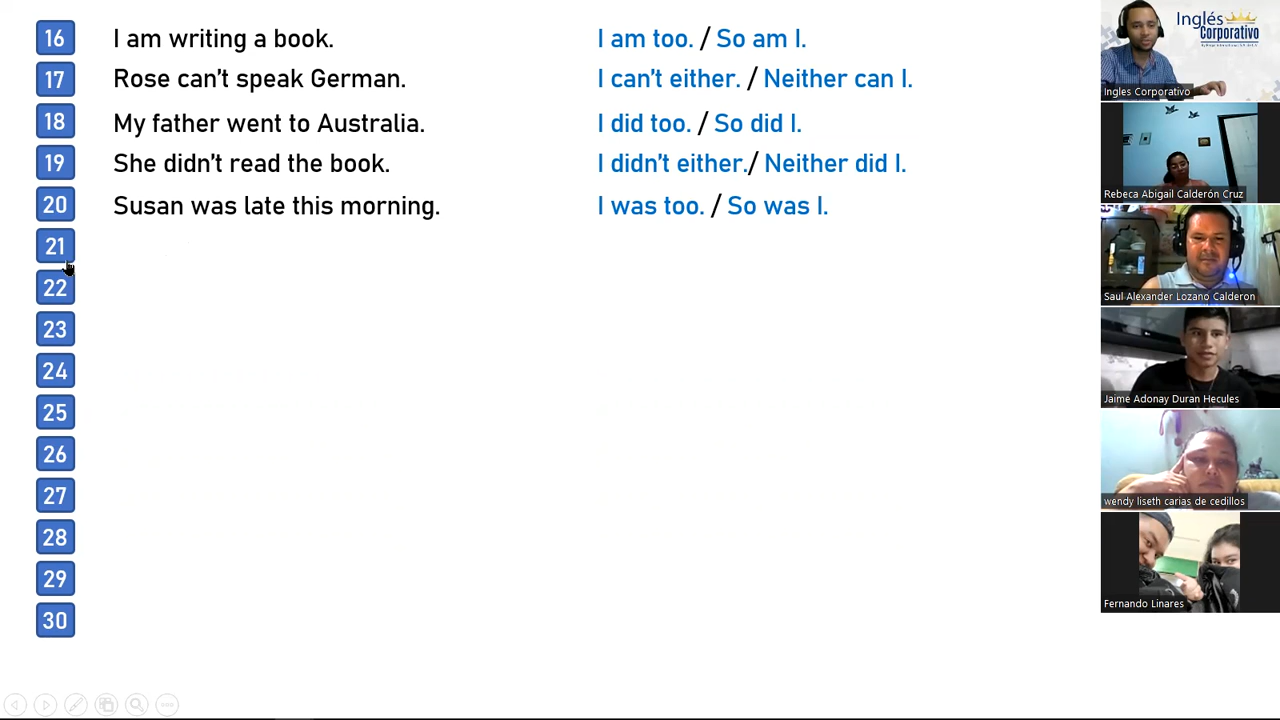 16 I am writing a book. I am too. / So am I.
17 Rose can't speak German. I can't either. / Neither can I.
18 My father went to Australia. I did too. / So did I.
19 She didn't read the book. I didn't either./ Neither did I.
20 Susan was late this morning. I was too. / So was I.
21
22
23
24
25
26
27
28
29
30
Inglés
Corporativo
Ingles Corporativo
Rebeca Abigail Calderón Cruz
Saul Alexander Lozano Calderon
Jaime Adonay Duran Hecules
wendy liseth carias de cedillos
Fernando Linares